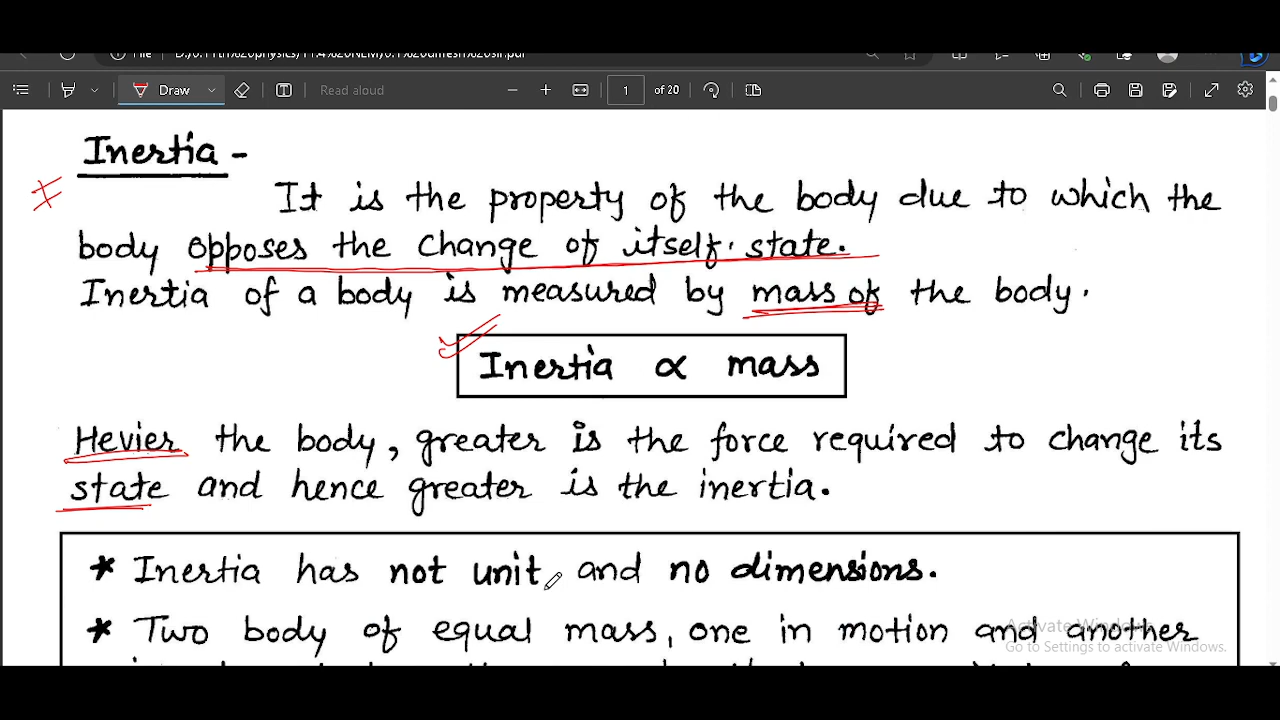 File
Draw
Read aloud
1 of 20
Inertia -
It is the property of the body due to which the
body opposes the change of itself. state.
Inertia of a body is measured by mass of the body.
Inertia ∝ mass
Hevier the body, greater is the force required to change its
state and hence greater is the inertia.
* Inertia has not unit, and no dimensions.
* Two body of equal mass, one in motion and another
Activate Windows
Go to Settings to activate Windows.